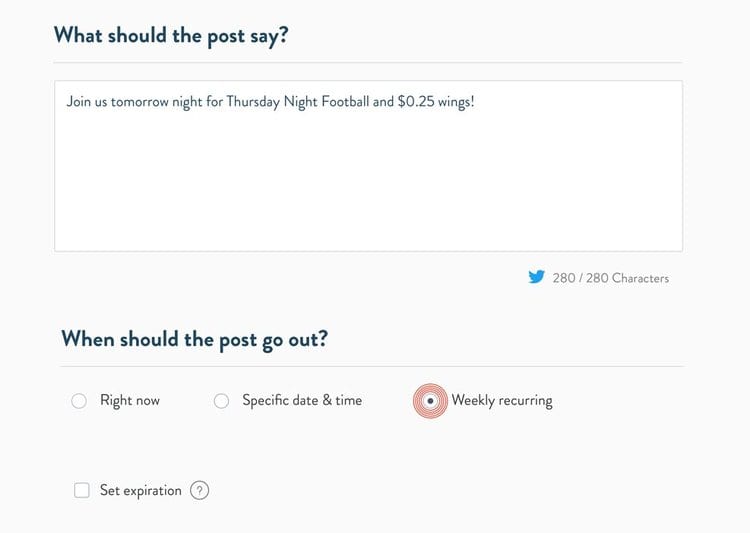 What should the post say?
Join us tomorrow night for Thursday Night Football and $0.25 wings!
280 / 280 Characters
When should the post go out?
Right now Specific date & time Weekly recurring
Set expiration ?